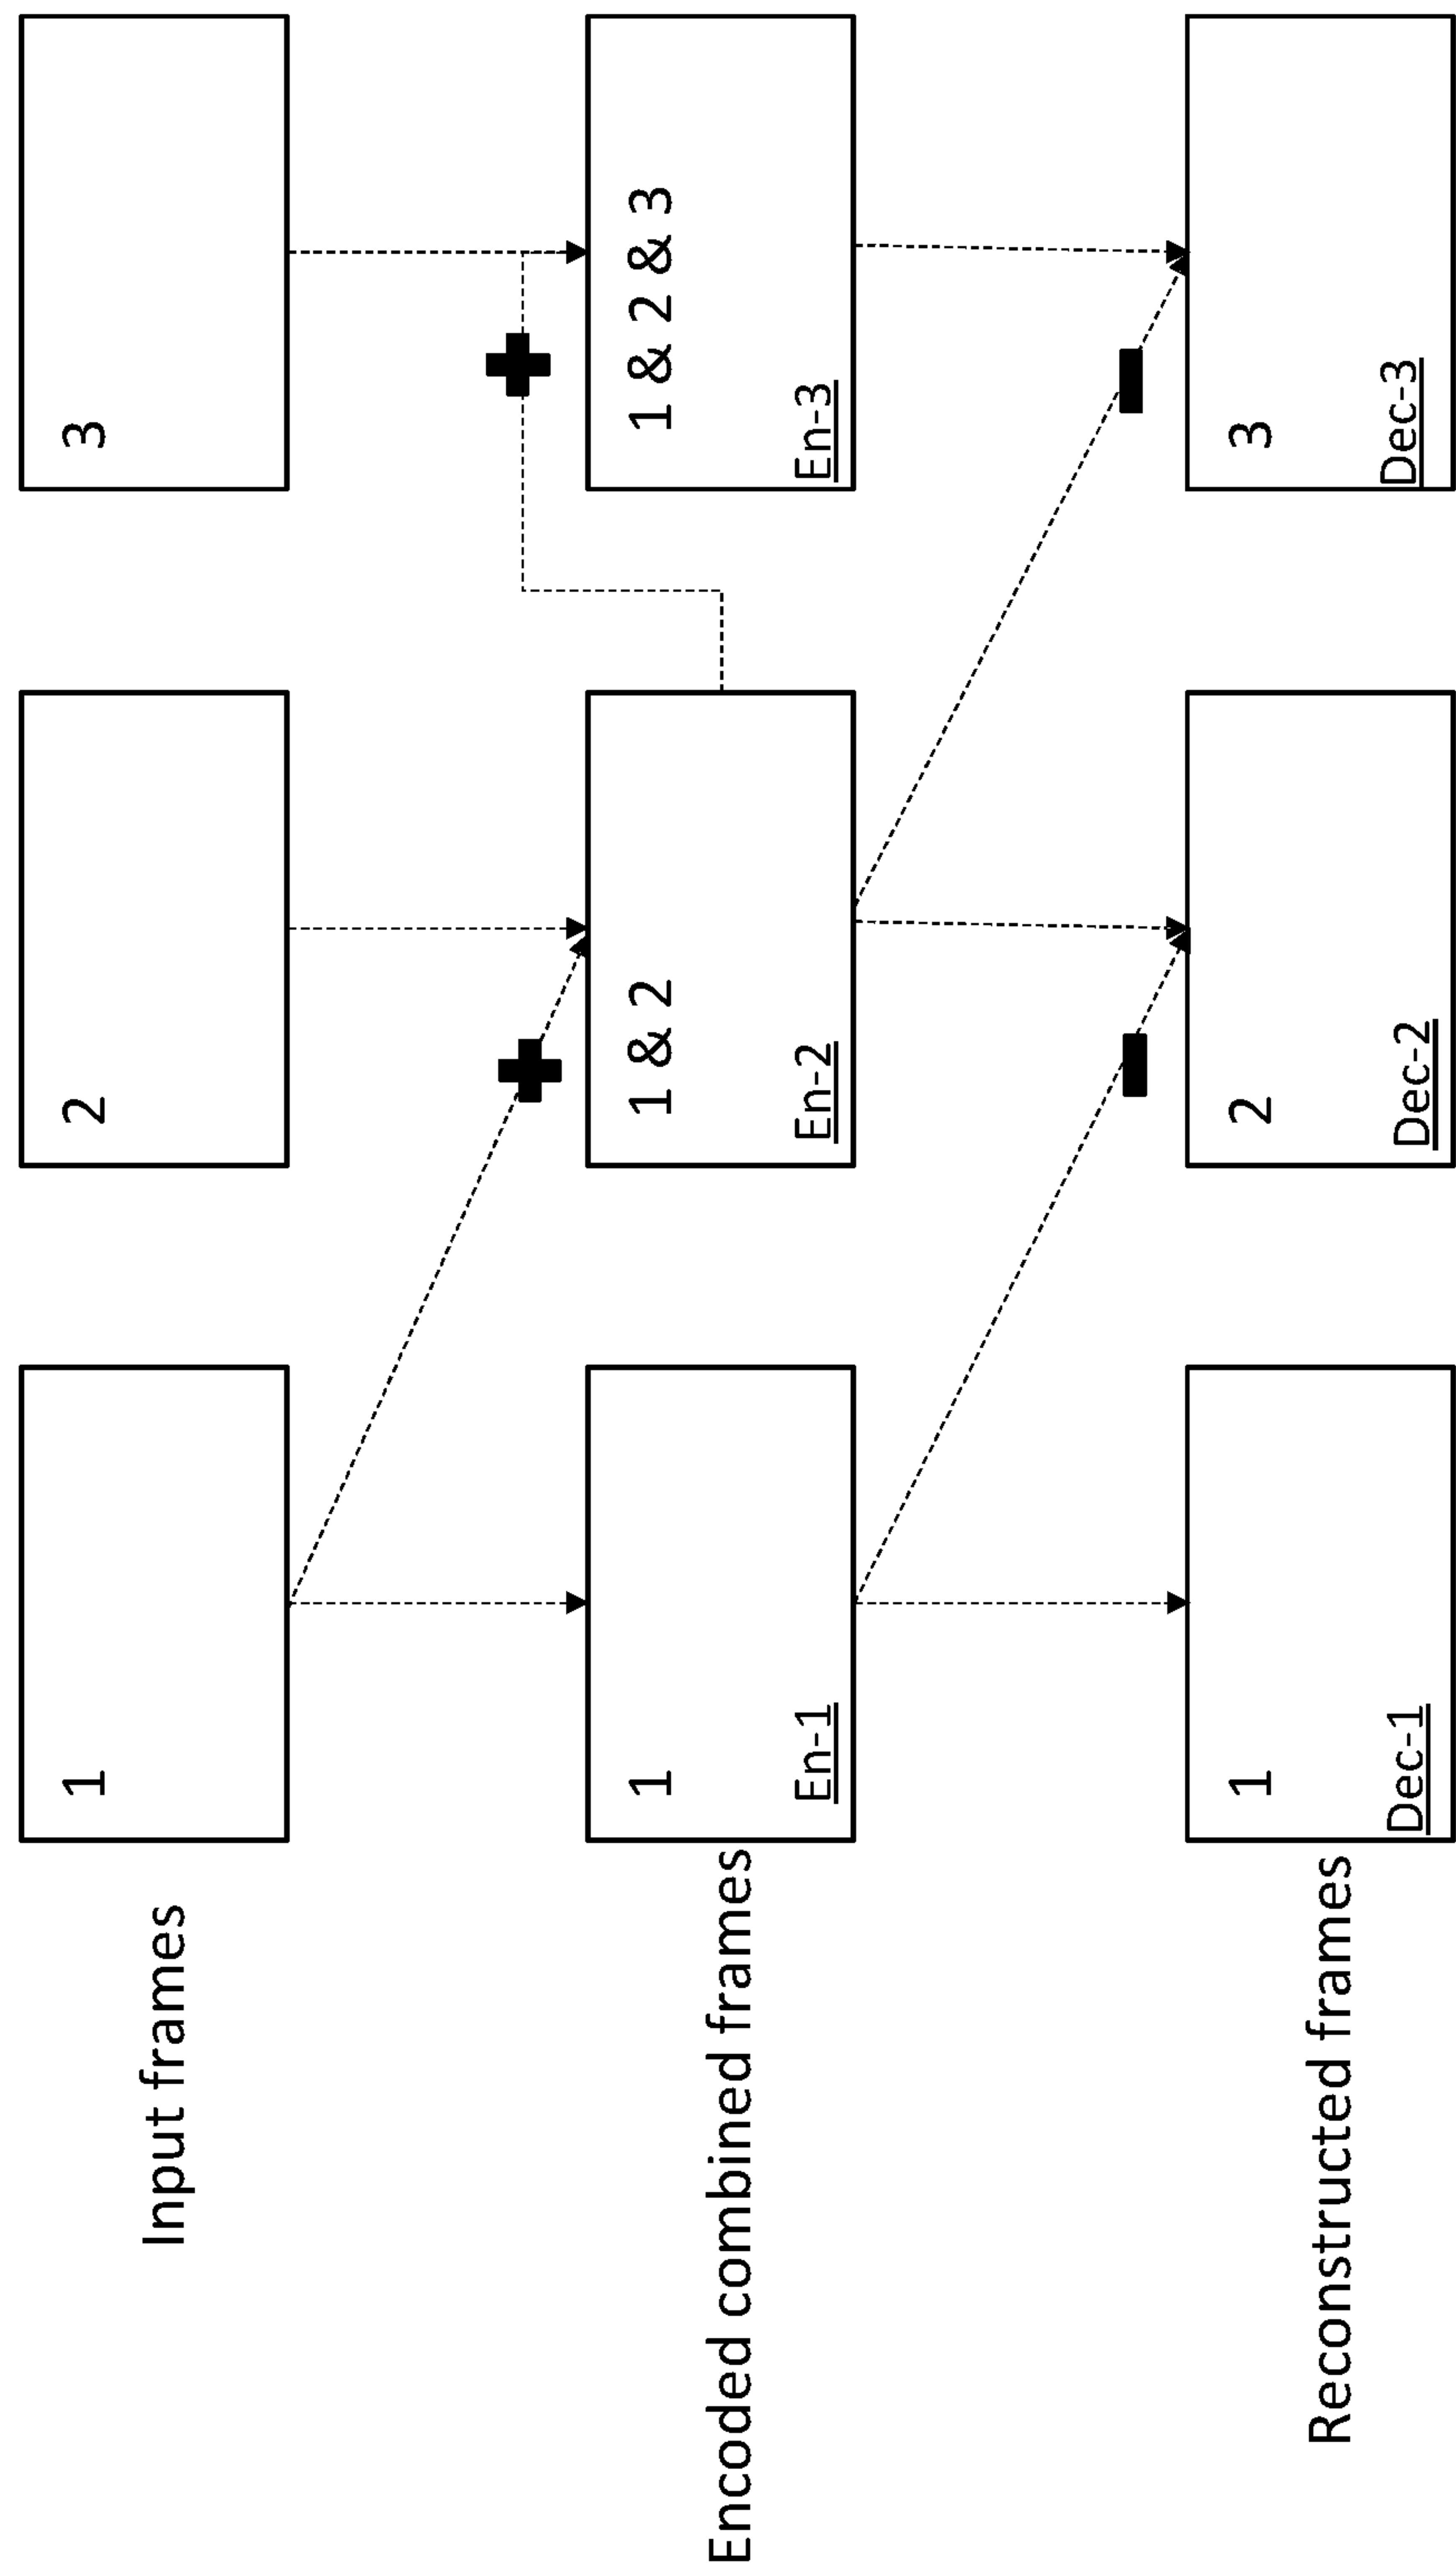 Input frames
1
2
3
Encoded combined frames
1
En-1
1 & 2
En-2
1 & 2 & 3
En-3
Reconstructed frames
1
Dec-1
2
Dec-2
3
Dec-3